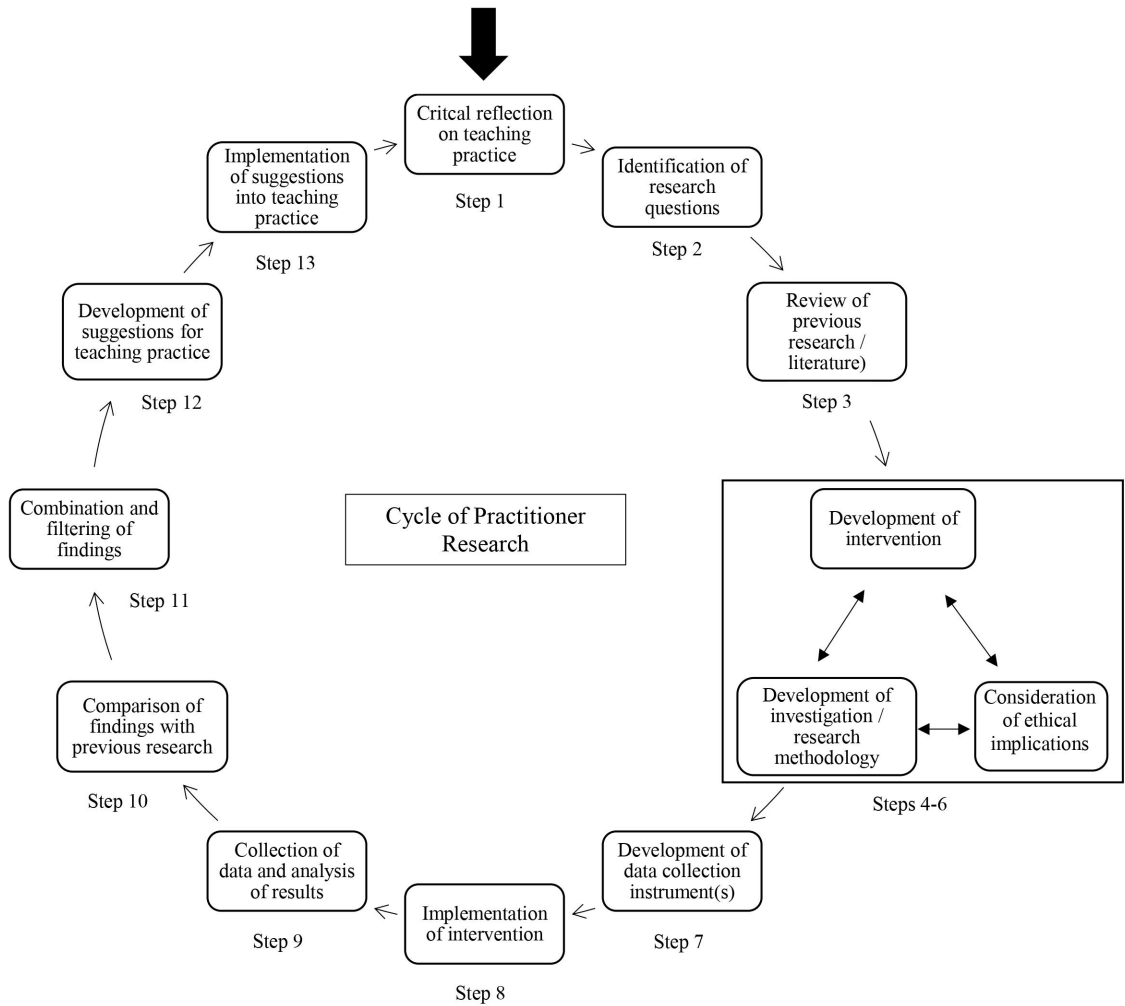 Critcal reflection
on teaching
practice
Step 1
Identification of
research
questions
Step 2
Review of
previous
research /
literature)
Step 3
Development of
intervention
Development of
investigation /
research
methodology
Consideration
of ethical
implications
Steps 4-6
Development of
data collection
instrument(s)
Step 7
Implementation
of intervention
Step 8
Collection of
data and analysis
of results
Step 9
Comparison of
findings with
previous research
Step 10
Combination and
filtering of
findings
Step 11
Development of
suggestions for
teaching practice
Step 12
Implementation
of suggestions
into teaching
practice
Step 13
Cycle of Practitioner
Research